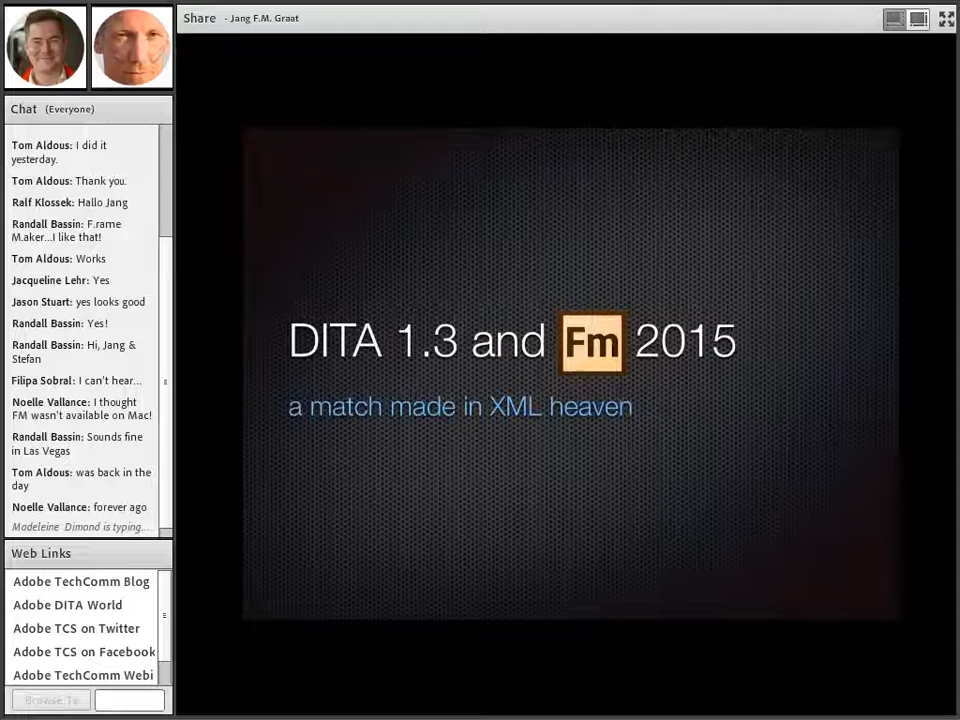 Share - Jang F.M. Graat
Chat (Everyone)
Tom Aldous: I did it
yesterday.
Tom Aldous: Thank you.
Ralf Klossek: Hallo Jang
Randall Bassin: F.rame
M.aker...I like that!
Tom Aldous: Works
Jacqueline Lehr: Yes
Jason Stuart: yes looks good
Randall Bassin: Yes!
Randall Bassin: Hi, Jang &
Stefan
Filipa Sobral: I can't hear...
Noelle Vallance: I thought
FM wasn't available on Mac!
Randall Bassin: Sounds fine
in Las Vegas
Tom Aldous: was back in the
day
Noelle Vallance: forever ago
Madeleine Dimond is typing...
Web Links
Adobe TechComm Blog
Adobe DITA World
Adobe TCS on Twitter
Adobe TCS on Facebook
Adobe TechComm Webi
Browse To
DITA 1.3 and Fm 2015
a match made in XML heaven